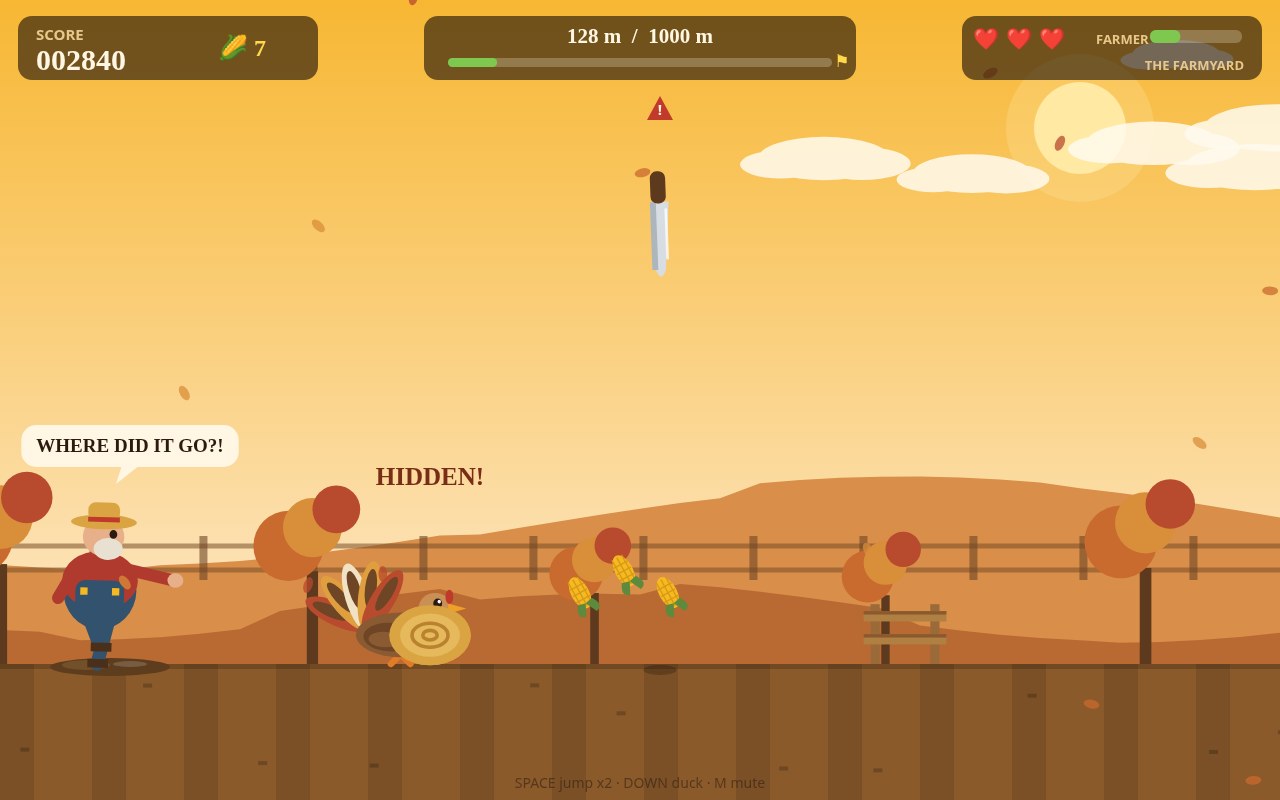 SCORE
002840
7
128 m / 1000 m
FARMER
THE FARMYARD
!
WHERE DID IT GO?!
HIDDEN!
SPACE jump x2 · DOWN duck · M mute